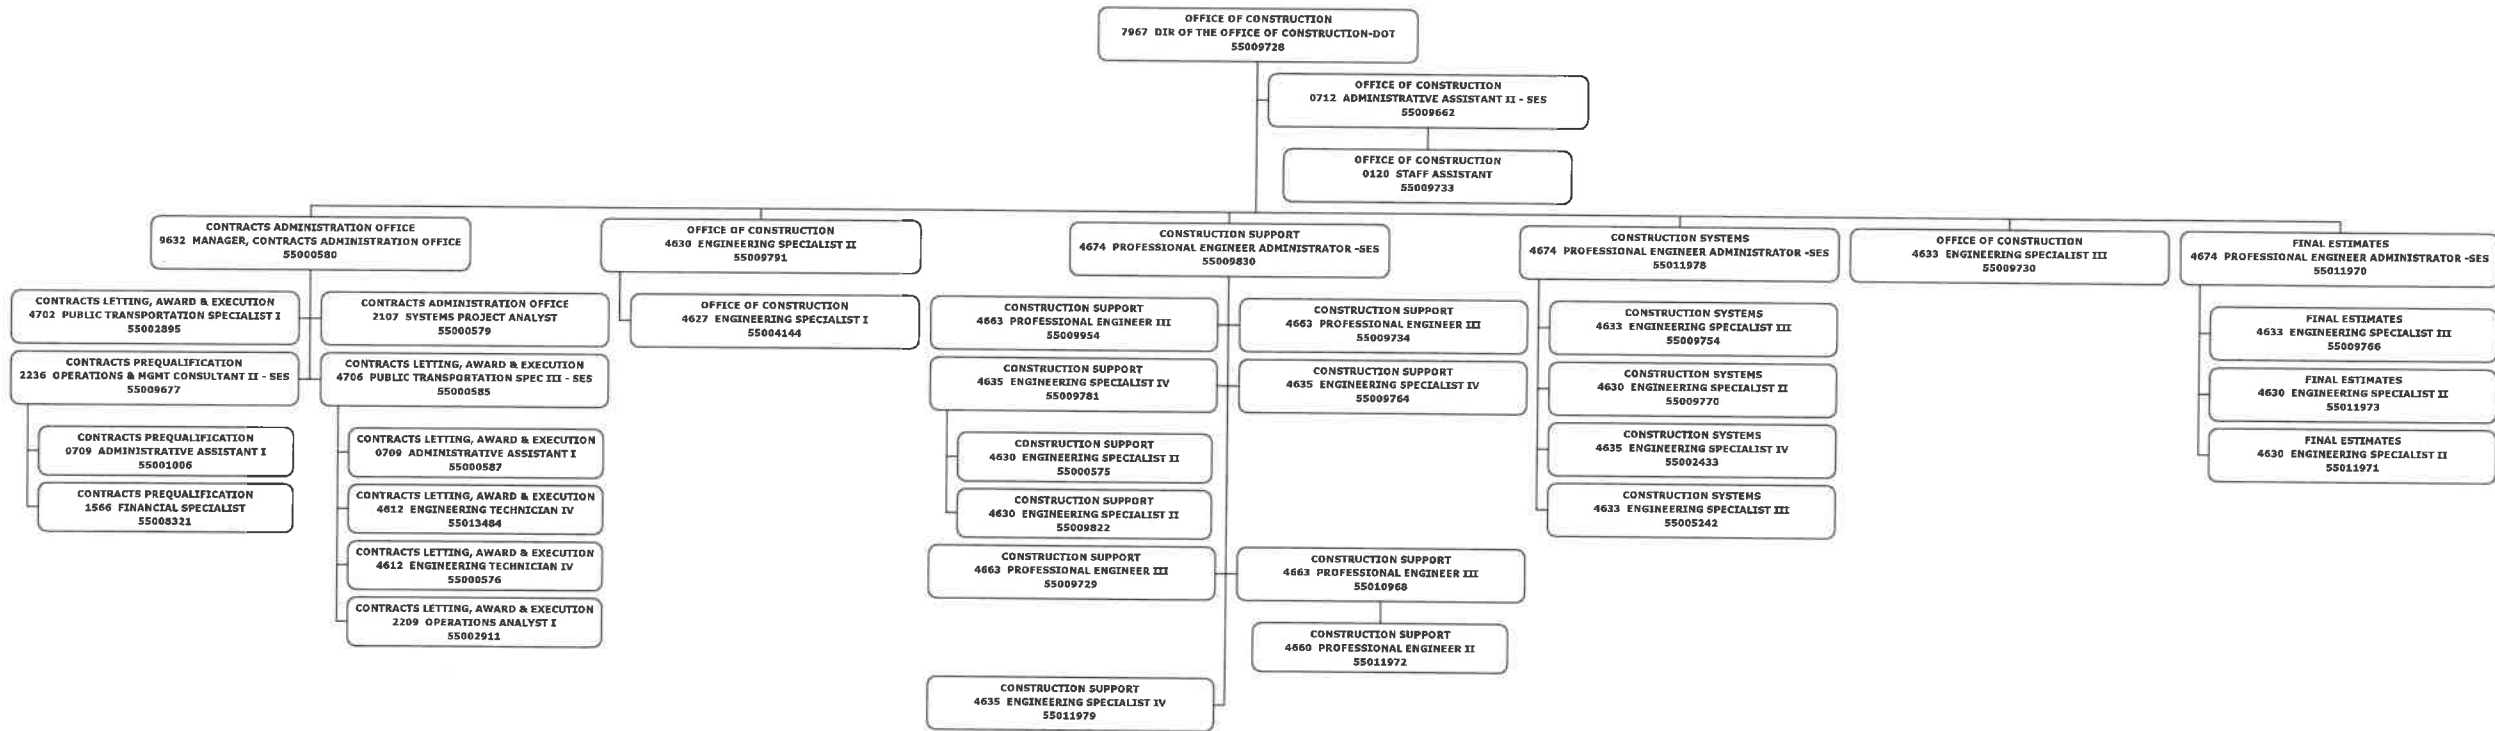 OFFICE OF CONSTRUCTION
7967 DIR OF THE OFFICE OF CONSTRUCTION-DOT
55009728
OFFICE OF CONSTRUCTION
0712 ADMINISTRATIVE ASSISTANT II - SES
55009662
OFFICE OF CONSTRUCTION
0120 STAFF ASSISTANT
55009733
CONTRACTS ADMINISTRATION OFFICE
9632 MANAGER, CONTRACTS ADMINISTRATION OFFICE
55000580
CONTRACTS LETTING, AWARD & EXECUTION
4702 PUBLIC TRANSPORTATION SPECIALIST I
55002895
CONTRACTS ADMINISTRATION OFFICE
2107 SYSTEMS PROJECT ANALYST
55000579
CONTRACTS PREQUALIFICATION
2236 OPERATIONS & MGMT CONSULTANT II - SES
55009677
CONTRACTS LETTING, AWARD & EXECUTION
4706 PUBLIC TRANSPORTATION SPEC III - SES
55000585
CONTRACTS PREQUALIFICATION
0709 ADMINISTRATIVE ASSISTANT I
55001006
CONTRACTS PREQUALIFICATION
1566 FINANCIAL SPECIALIST
55008321
CONTRACTS LETTING, AWARD & EXECUTION
0709 ADMINISTRATIVE ASSISTANT I
55000587
CONTRACTS LETTING, AWARD & EXECUTION
4612 ENGINEERING TECHNICIAN IV
55013484
CONTRACTS LETTING, AWARD & EXECUTION
4612 ENGINEERING TECHNICIAN IV
55000576
CONTRACTS LETTING, AWARD & EXECUTION
2209 OPERATIONS ANALYST I
55002911
OFFICE OF CONSTRUCTION
4630 ENGINEERING SPECIALIST II
55009791
OFFICE OF CONSTRUCTION
4627 ENGINEERING SPECIALIST I
55004144
CONSTRUCTION SUPPORT
4674 PROFESSIONAL ENGINEER ADMINISTRATOR -SES
55009830
CONSTRUCTION SUPPORT
4663 PROFESSIONAL ENGINEER III
55009954
CONSTRUCTION SUPPORT
4663 PROFESSIONAL ENGINEER III
55009734
CONSTRUCTION SUPPORT
4635 ENGINEERING SPECIALIST IV
55009781
CONSTRUCTION SUPPORT
4635 ENGINEERING SPECIALIST IV
55009764
CONSTRUCTION SUPPORT
4630 ENGINEERING SPECIALIST II
55000575
CONSTRUCTION SUPPORT
4630 ENGINEERING SPECIALIST II
55009822
CONSTRUCTION SUPPORT
4663 PROFESSIONAL ENGINEER III
55009729
CONSTRUCTION SUPPORT
4663 PROFESSIONAL ENGINEER III
55010968
CONSTRUCTION SUPPORT
4660 PROFESSIONAL ENGINEER II
55011972
CONSTRUCTION SUPPORT
4635 ENGINEERING SPECIALIST IV
55011979
CONSTRUCTION SYSTEMS
4674 PROFESSIONAL ENGINEER ADMINISTRATOR -SES
55011978
CONSTRUCTION SYSTEMS
4633 ENGINEERING SPECIALIST III
55009754
CONSTRUCTION SYSTEMS
4630 ENGINEERING SPECIALIST II
55009770
CONSTRUCTION SYSTEMS
4635 ENGINEERING SPECIALIST IV
55002433
CONSTRUCTION SYSTEMS
4633 ENGINEERING SPECIALIST III
55005242
OFFICE OF CONSTRUCTION
4633 ENGINEERING SPECIALIST III
55009730
FINAL ESTIMATES
4674 PROFESSIONAL ENGINEER ADMINISTRATOR -SES
55011970
FINAL ESTIMATES
4633 ENGINEERING SPECIALIST III
55009766
FINAL ESTIMATES
4630 ENGINEERING SPECIALIST II
55011973
FINAL ESTIMATES
4630 ENGINEERING SPECIALIST II
55011971